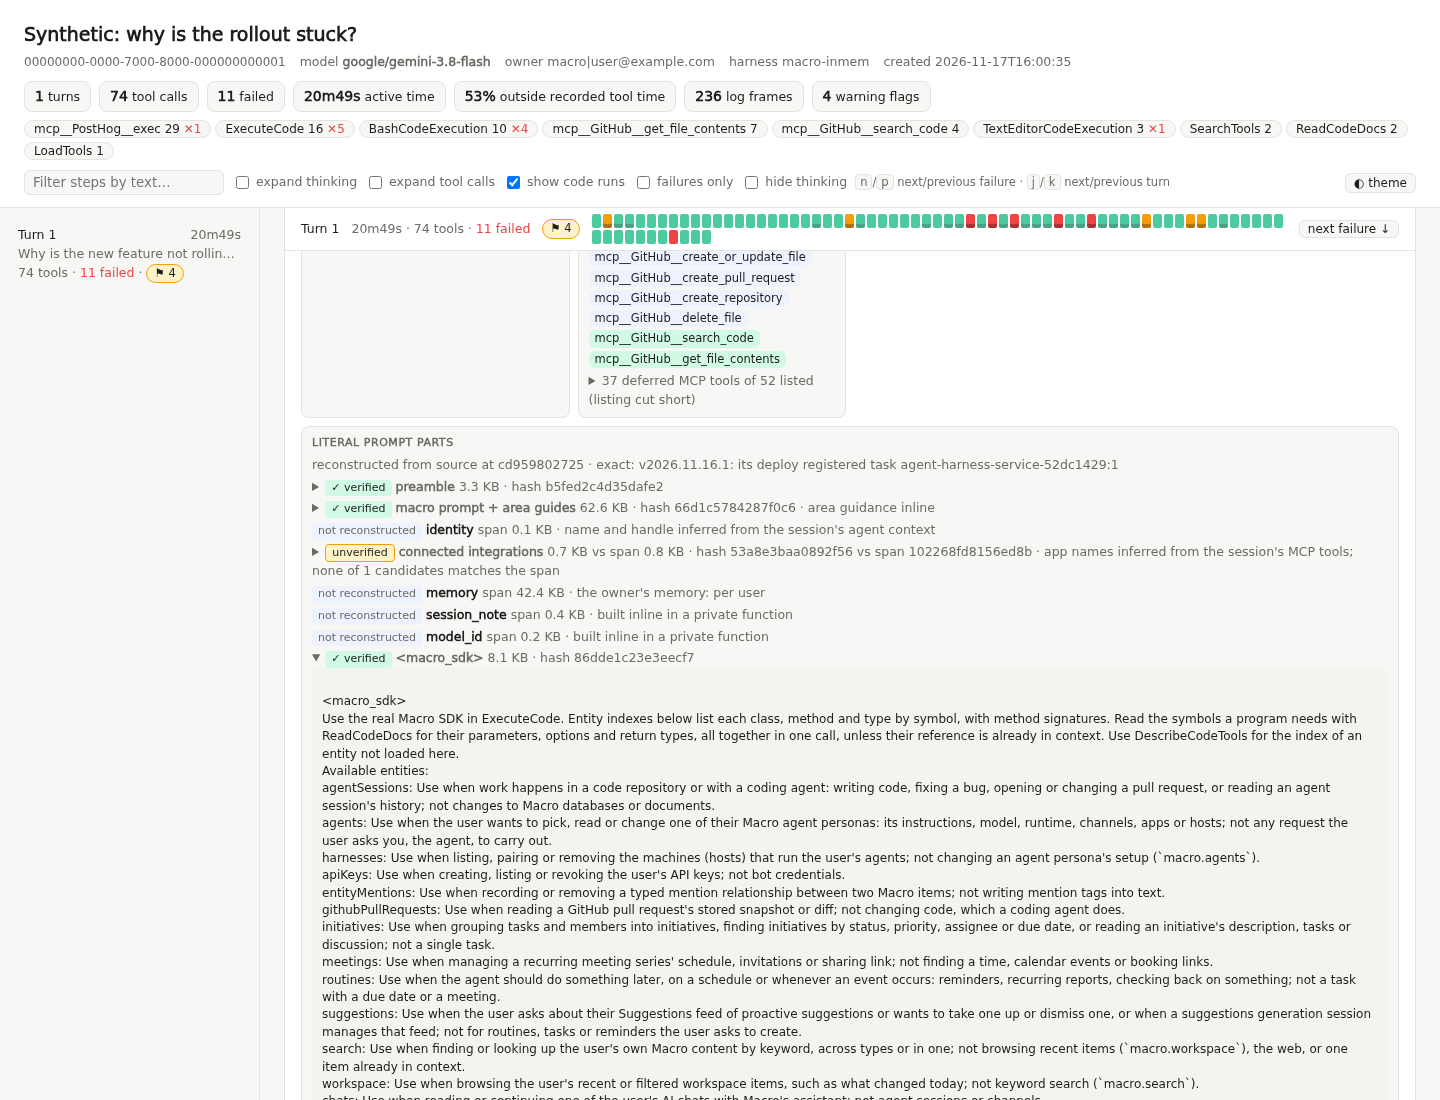 Synthetic: why is the rollout stuck?
00000000-0000-7000-8000-000000000001 model google/gemini-3.8-flash owner macro|user@example.com harness macro-inmem created 2026-11-17T16:00:35
1 turns 74 tool calls 11 failed 20m49s active time 53% outside recorded tool time 236 log frames 4 warning flags
mcp__PostHog__exec 29 ×1 ExecuteCode 16 ×5 BashCodeExecution 10 ×4 mcp__GitHub__get_file_contents 7 mcp__GitHub__search_code 4 TextEditorCodeExecution 3 ×1 SearchTools 2 ReadCodeDocs 2
LoadTools 1
Filter steps by text… expand thinking expand tool calls show code runs failures only hide thinking n/p next/previous failure · j/k next/previous turn ◐ theme
Turn 1 20m49s
Why is the new feature not rollin…
74 tools · 11 failed · ⚑ 4
Turn 1 20m49s · 74 tools · 11 failed ⚑ 4 next failure ↓
mcp__GitHub__create_or_update_file
mcp__GitHub__create_pull_request
mcp__GitHub__create_repository
mcp__GitHub__delete_file
mcp__GitHub__search_code
mcp__GitHub__get_file_contents
▶ 37 deferred MCP tools of 52 listed
(listing cut short)
LITERAL PROMPT PARTS
reconstructed from source at cd959802725 · exact: v2026.11.16.1: its deploy registered task agent-harness-service-52dc1429:1
▶ ✓ verified preamble 3.3 KB · hash b5fed2c4d35dafe2
▶ ✓ verified macro prompt + area guides 62.6 KB · hash 66d1c5784287f0c6 · area guidance inline
not reconstructed identity span 0.1 KB · name and handle inferred from the session's agent context
▶ unverified connected integrations 0.7 KB vs span 0.8 KB · hash 53a8e3baa0892f56 vs span 102268fd8156ed8b · app names inferred from the session's MCP tools;
none of 1 candidates matches the span
not reconstructed memory span 42.4 KB · the owner's memory: per user
not reconstructed session_note span 0.4 KB · built inline in a private function
not reconstructed model_id span 0.2 KB · built inline in a private function
▼ ✓ verified <macro_sdk> 8.1 KB · hash 86dde1c23e3eecf7
<macro_sdk>
Use the real Macro SDK in ExecuteCode. Entity indexes below list each class, method and type by symbol, with method signatures. Read the symbols a program needs with
ReadCodeDocs for their parameters, options and return types, all together in one call, unless their reference is already in context. Use DescribeCodeTools for the index of an
entity not loaded here.
Available entities:
agentSessions: Use when work happens in a code repository or with a coding agent: writing code, fixing a bug, opening or changing a pull request, or reading an agent
session's history; not changes to Macro databases or documents.
agents: Use when the user wants to pick, read or change one of their Macro agent personas: its instructions, model, runtime, channels, apps or hosts; not any request the
user asks you, the agent, to carry out.
harnesses: Use when listing, pairing or removing the machines (hosts) that run the user's agents; not changing an agent persona's setup (`macro.agents`).
apiKeys: Use when creating, listing or revoking the user's API keys; not bot credentials.
entityMentions: Use when recording or removing a typed mention relationship between two Macro items; not writing mention tags into text.
githubPullRequests: Use when reading a GitHub pull request's stored snapshot or diff; not changing code, which a coding agent does.
initiatives: Use when grouping tasks and members into initiatives, finding initiatives by status, priority, assignee or due date, or reading an initiative's description, tasks or
discussion; not a single task.
meetings: Use when managing a recurring meeting series' schedule, invitations or sharing link; not finding a time, calendar events or booking links.
routines: Use when the agent should do something later, on a schedule or whenever an event occurs: reminders, recurring reports, checking back on something; not a task
with a due date or a meeting.
suggestions: Use when the user asks about their Suggestions feed of proactive suggestions or wants to take one up or dismiss one, or when a suggestions generation session
manages that feed; not for routines, tasks or reminders the user asks to create.
search: Use when finding or looking up the user's own Macro content by keyword, across types or in one; not browsing recent items (`macro.workspace`), the web, or one
item already in context.
workspace: Use when browsing the user's recent or filtered workspace items, such as what changed today; not keyword search (`macro.search`).
chats: Use when reading or continuing one of the user's AI chats with Macro's assistant; not agent sessions or channels.